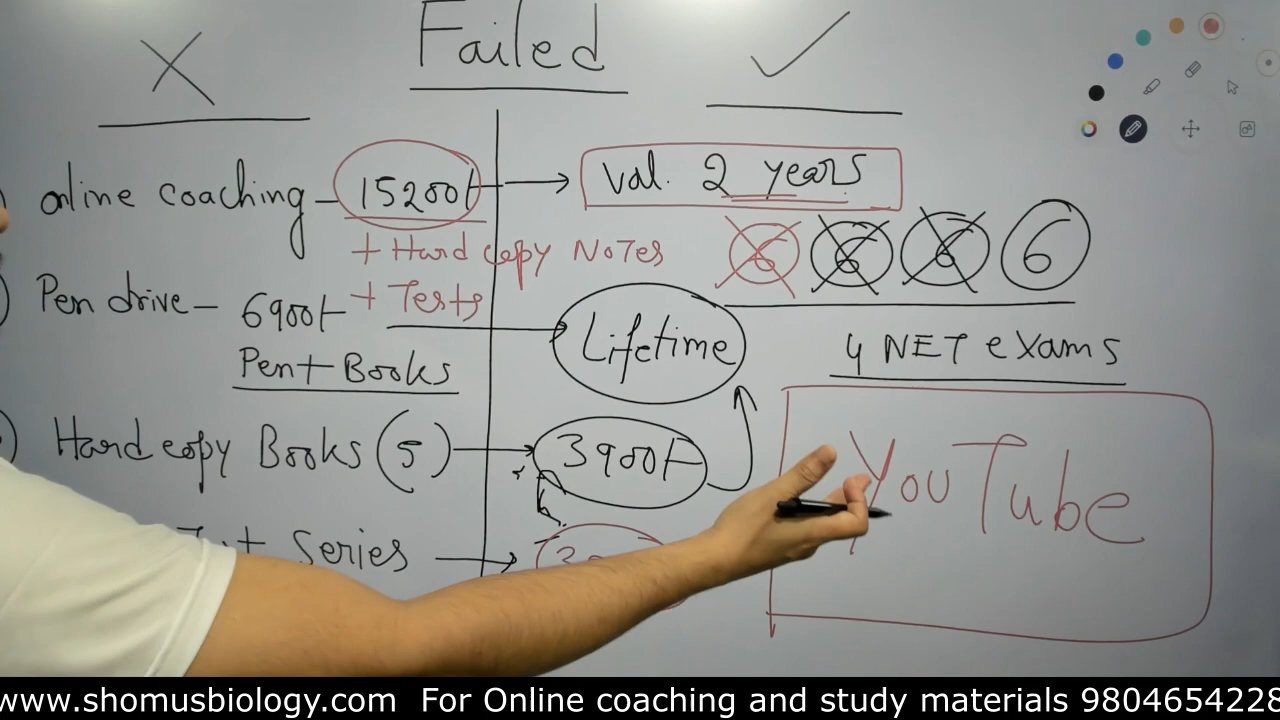 Failed
online coaching - 15200/- → val. 2 years
+ Hard copy Notes
+ Tests
6 6 6 6
Pen drive - 6900/-
Lifetime
Pen + Books
4 NET exams
Hard copy Books (5) → 3900/-
YouTube
Series →
www.shomusbiology.com For Online coaching and study materials 9804654228